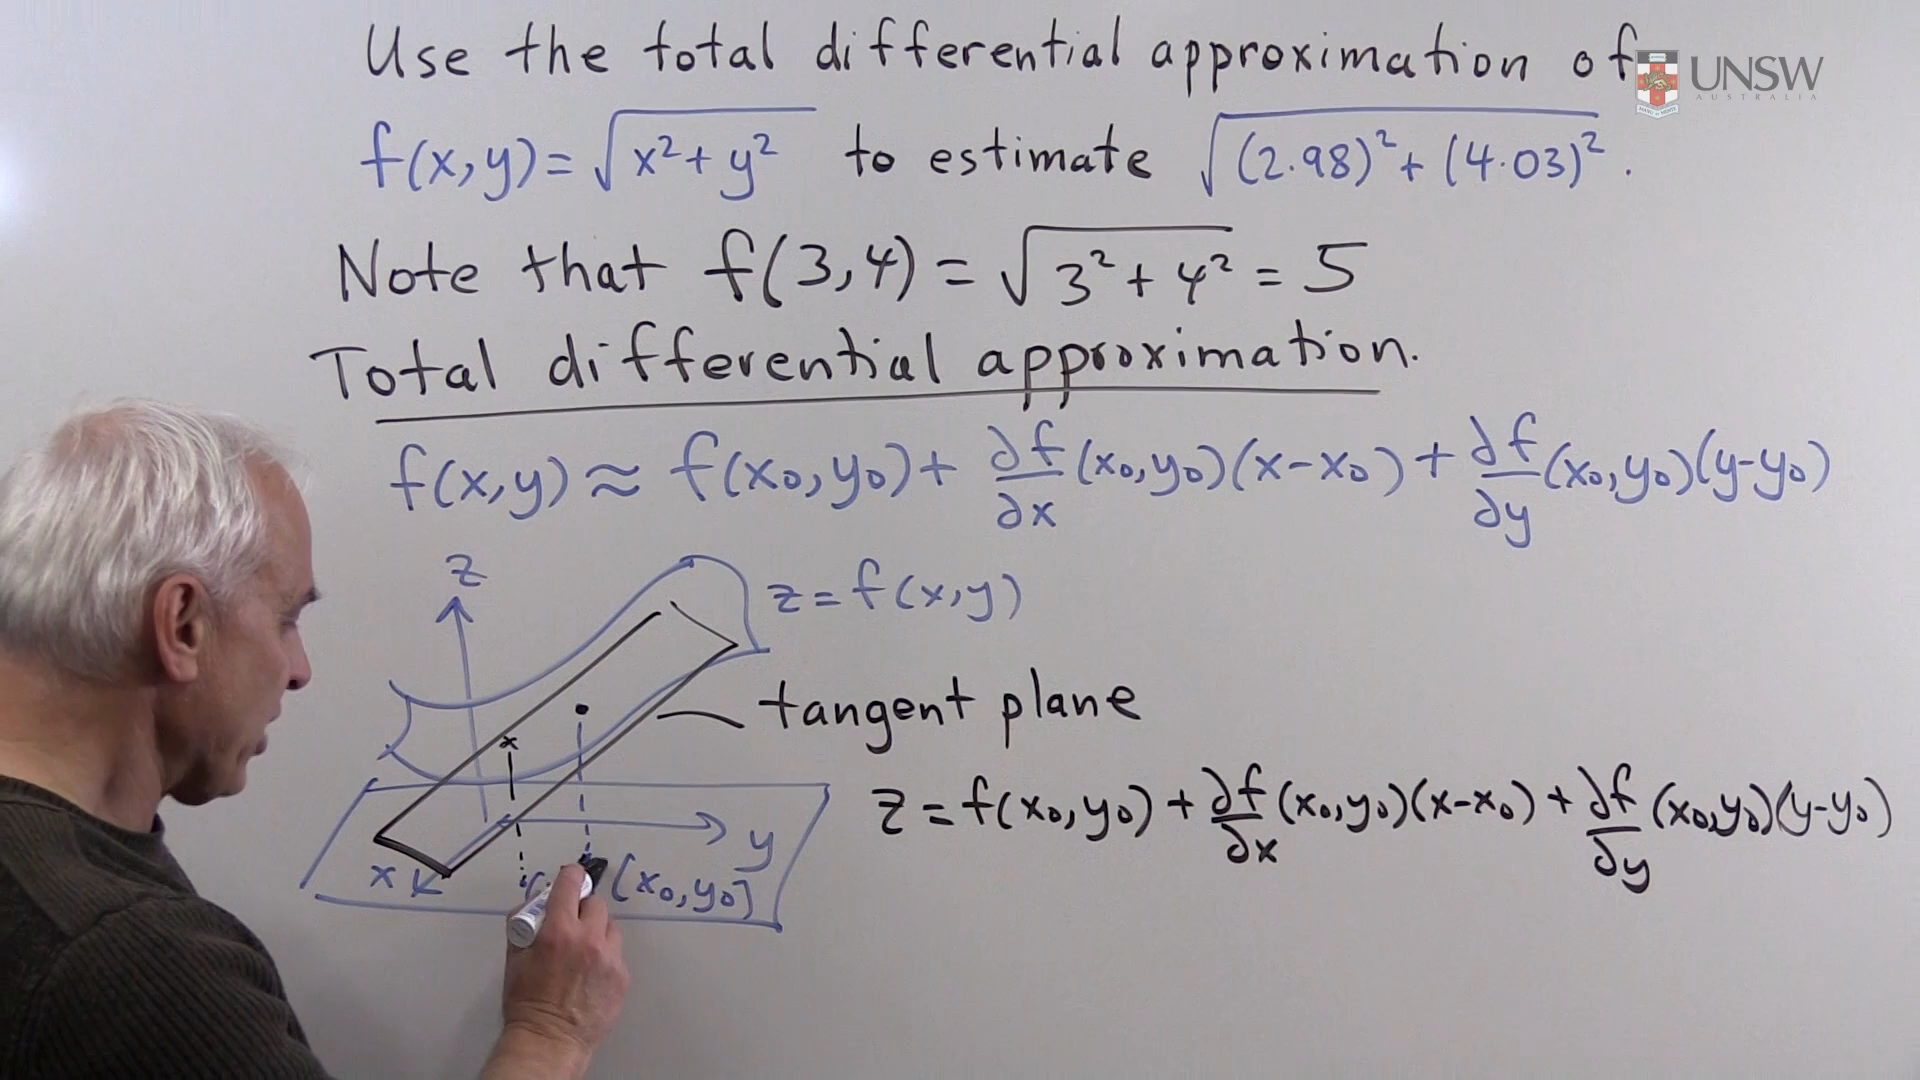 Use the total differential approximation of
UNSW
AUSTRALIA
f(x,y)=√x²+y² to estimate √(2.98)²+(4.03)².
Note that f(3,4)=√3²+4²=5
Total differential approximation.
f(x,y)≈f(x₀,y₀)+∂f/∂x(x₀,y₀)(x-x₀)+∂f/∂y(x₀,y₀)(y-y₀)
z
z=f(x,y)
tangent plane
x
z=f(x₀,y₀)+∂f/∂x(x₀,y₀)(x-x₀)+∂f/∂y(x₀,y₀)(y-y₀)
y
x
(x₀,y₀)